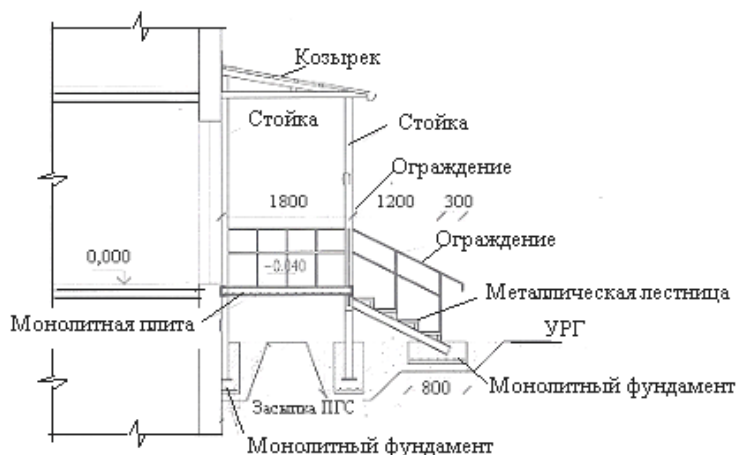 Козырек
Стойка
Стойка
Ограждение
1800
1200
300
Ограждение
0,000
-0.040
Металлическая лестница
Монолитная плита
УРГ
800
Монолитный фундамент
Засыпка ПГС
Монолитный фундамент